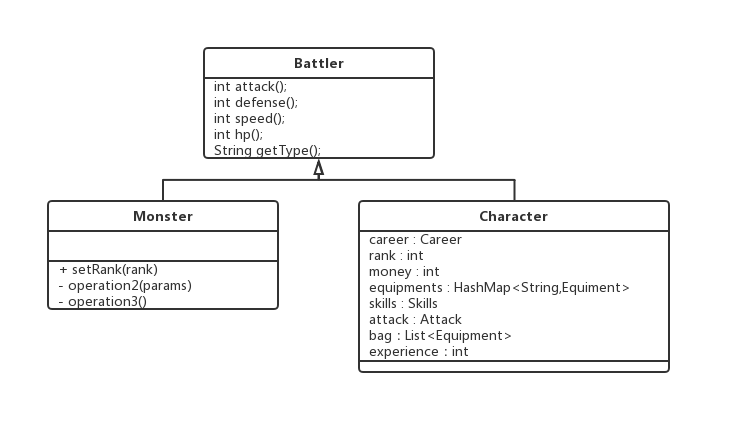 Battler
int attack();
int defense();
int speed();
int hp();
String getType();
Monster
+ setRank(rank)
- operation2(params)
- operation3()
Character
career : Career
rank : int
money : int
equipments : HashMap<String,Equiment>
skills : Skills
attack : Attack
bag : List<Equipment>
experience : int